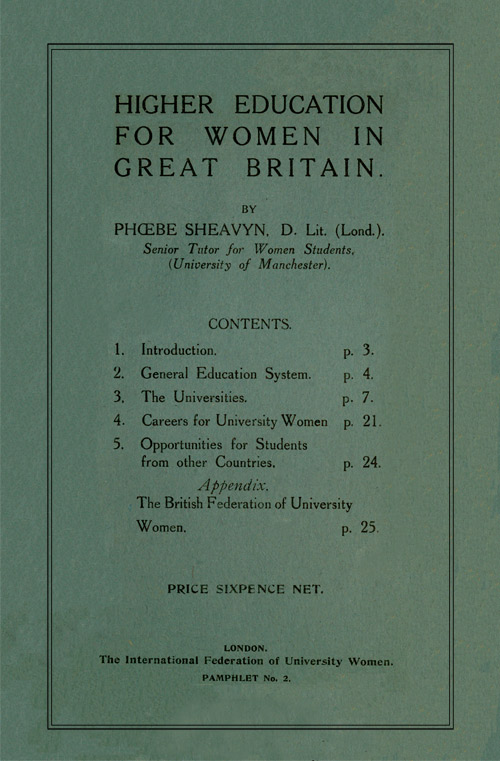 HIGHER EDUCATION
FOR WOMEN IN
GREAT BRITAIN.
BY
PHŒBE SHEAVYN, D. Lit. (Lond.).
Senior Tutor for Women Students,
(University of Manchester).
CONTENTS.
1. Introduction. p. 3.
2. General Education System. p. 4.
3. The Universities. p. 7.
4. Careers for University Women p. 21.
5. Opportunities for Students
from other Countries. p. 24.
Appendix.
The British Federation of University
Women. p. 25.
PRICE SIXPENCE NET.
LONDON.
The International Federation of University Women.
PAMPHLET No. 2.